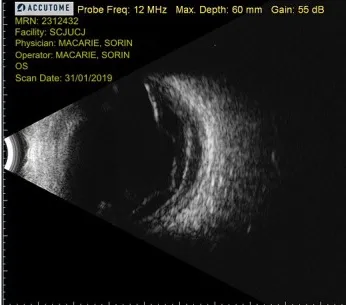 ACCUTOME Probe Freq: 12 MHz Max. Depth: 60 mm Gain: 55 dB
MRN: 2312432
Facility: SCJUCJ
Physician: MACARIE, SORIN
Operator: MACARIE, SORIN
OS
Scan Date: 31/01/2019